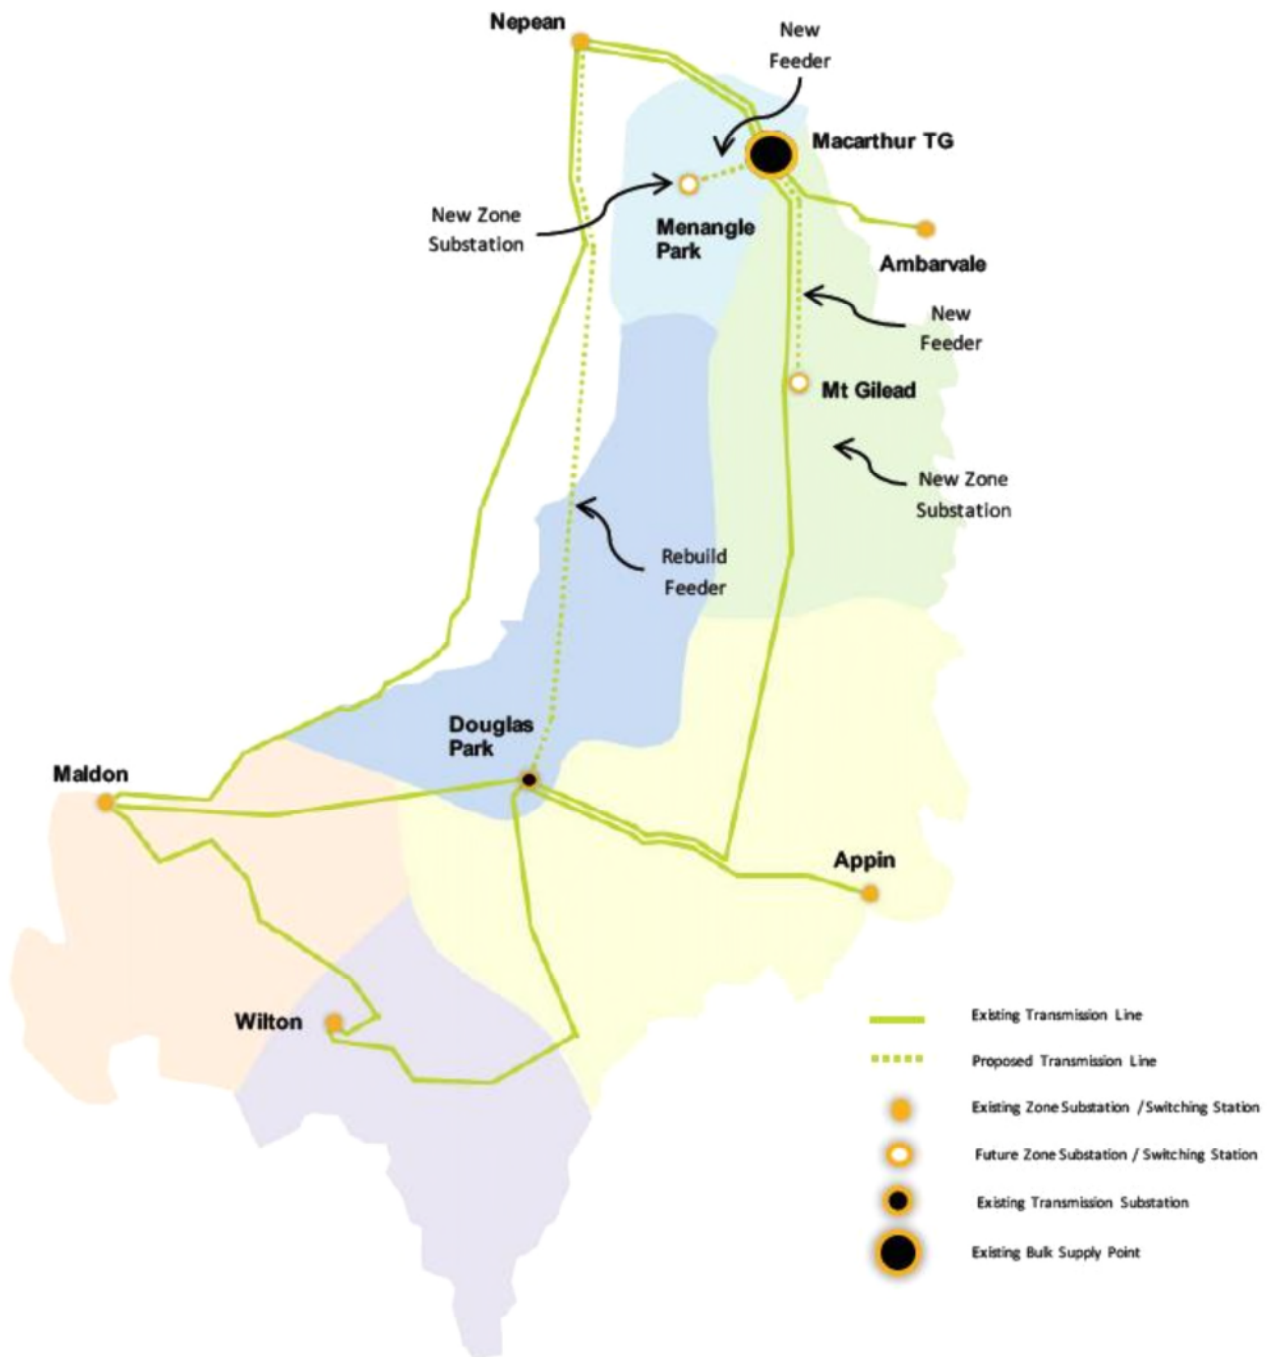 Nepean
New
Feeder
Macarthur TG
New Zone
Substation
Menangle
Park
Ambarvale
New
Feeder
Mt Gilead
New Zone
Substation
Rebuild
Feeder
Douglas
Park
Maldon
Appin
Wilton
Existing Transmission Line
Proposed Transmission Line
Existing Zone Substation / Switching Station
Future Zone Substation / Switching Station
Existing Transmission Substation
Existing Bulk Supply Point